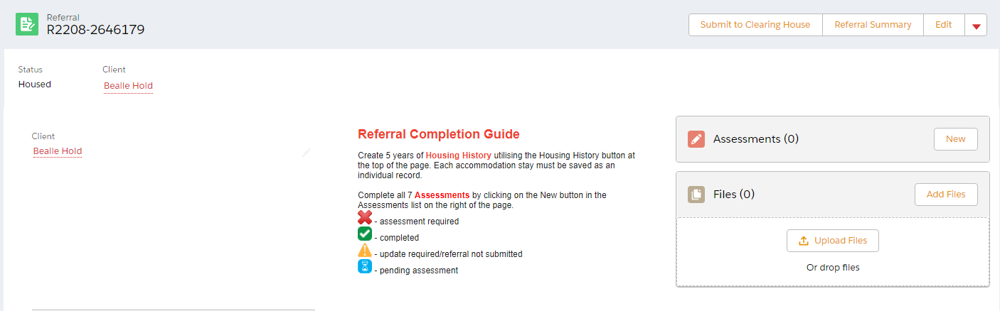 Referral
R2208-2646179
Submit to Clearing House
Referral Summary
Edit
Status
Client
Housed
Bealle Hold
Client
Bealle Hold
Referral Completion Guide
Create 5 years of Housing History utilising the Housing History button at
the top of the page. Each accommodation stay must be saved as an
individual record.
Complete all 7 Assessments by clicking on the New button in the
Assessments list on the right of the page.
- assessment required
- completed
- update required/referral not submitted
- pending assessment
Assessments (0)
New
Files (0)
Add Files
Upload Files
Or drop files